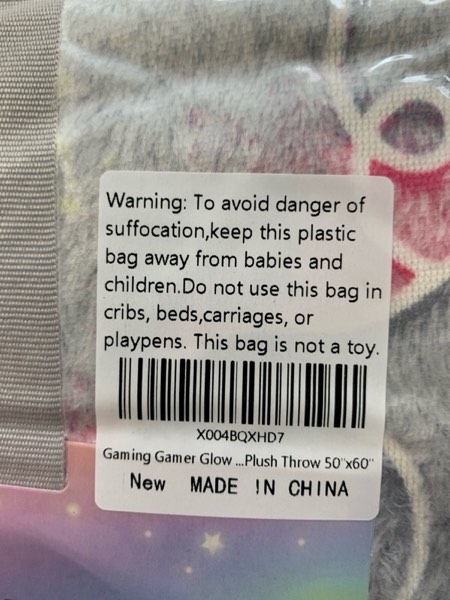 Warning: To avoid danger of
suffocation,keep this plastic
bag away from babies and
children.Do not use this bag in
cribs, beds,carriages, or
playpens. This bag is not a toy.
X004BQXHD7
Gaming Gamer Glow ...Plush Throw 50"x60"
New MADE IN CHINA